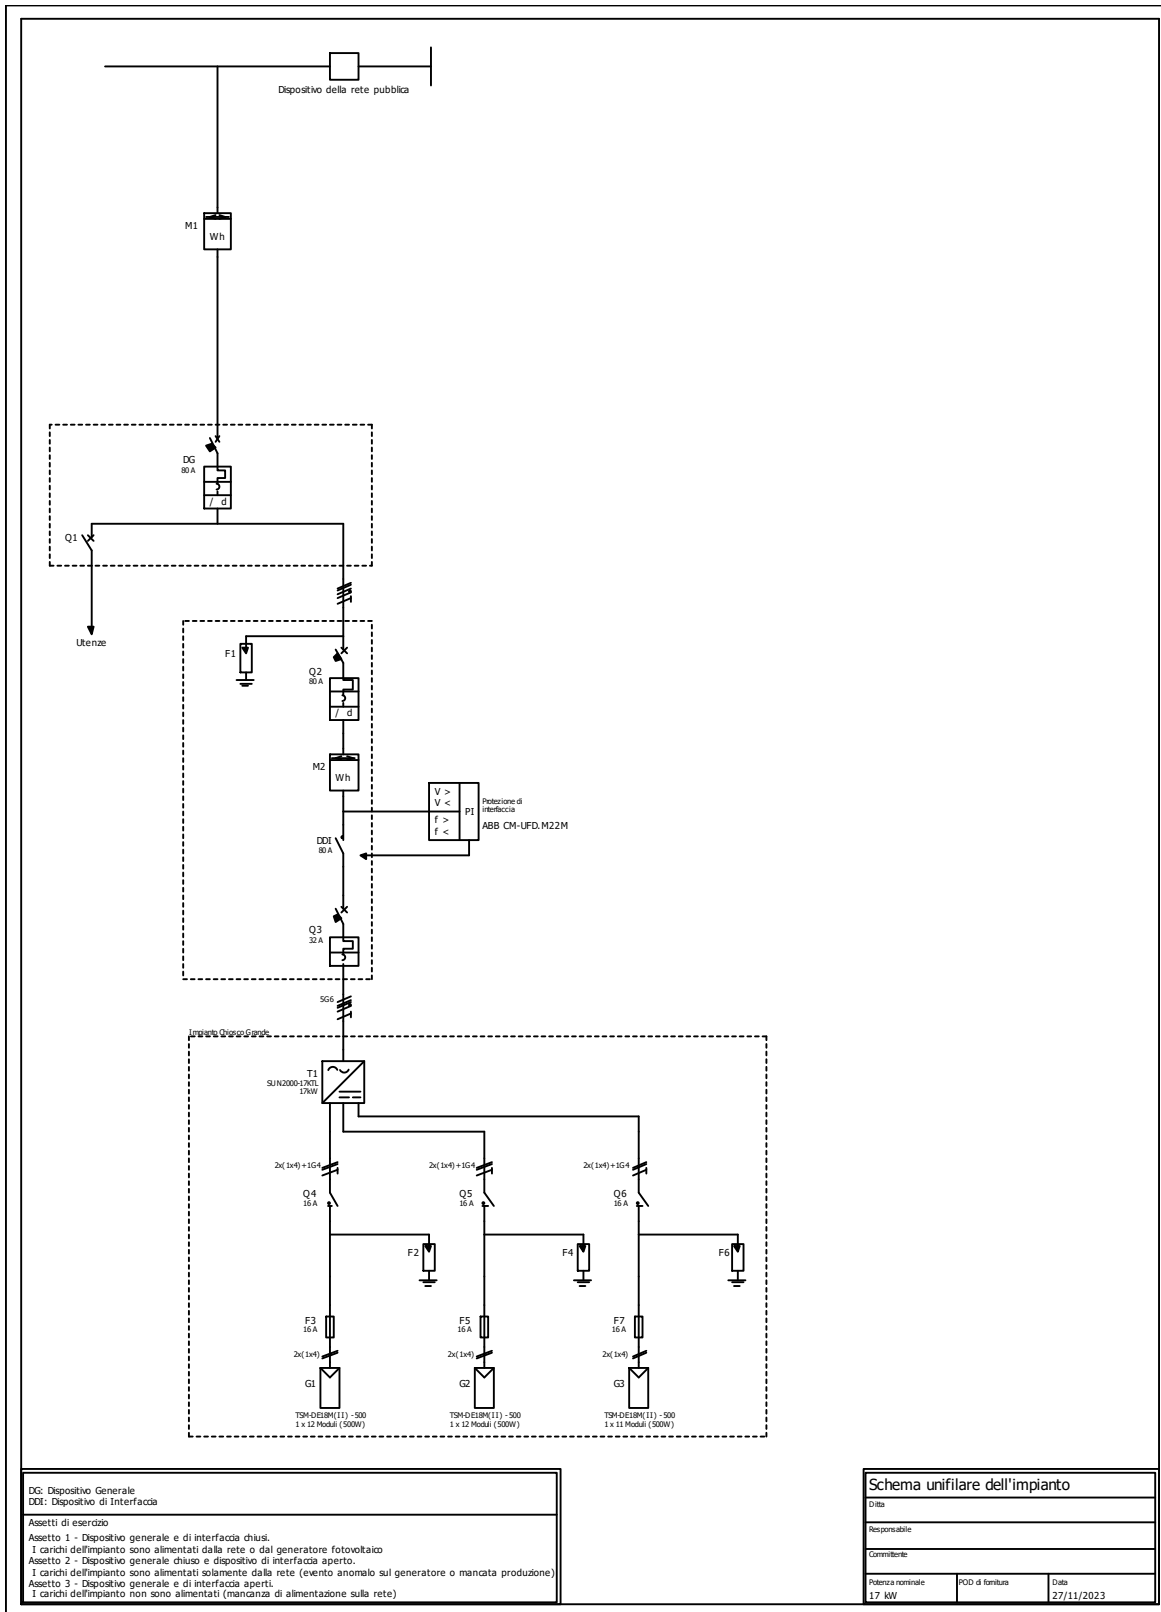 Dispositivo della rete pubblica
M1
Wh
DG
80 A
/ d
Q1
Utenze
F1
Q2
80 A
/ d
M2
Wh
V >
V <
f >
f <
PI
Protezione di
interfaccia
ABB CM-UFD.M22M
DDI
80 A
Q3
32 A
5G6
Impianto Chiosco Grande
T1
SUN2000-17KTL
17kW
2x(1x4)+1G4
2x(1x4)+1G4
2x(1x4)+1G4
Q4
16 A
Q5
16 A
Q6
16 A
F2
F4
F6
F3
16 A
F5
16 A
F7
16 A
2x(1x4)
2x(1x4)
2x(1x4)
G1
G2
G3
TSM-DE18M(II) - 500
1 x 12 Moduli (500W)
TSM-DE18M(II) - 500
1 x 12 Moduli (500W)
TSM-DE18M(II) - 500
1 x 11 Moduli (500W)
DG: Dispositivo Generale
DDI: Dispositivo di Interfaccia
Assetti di esercizio
Assetto 1 - Dispositivo generale e di interfaccia chiusi.
I carichi dell'impianto sono alimentati dalla rete o dal generatore fotovoltaico
Assetto 2 - Dispositivo generale chiuso e dispositivo di interfaccia aperto.
I carichi dell'impianto sono alimentati solamente dalla rete (evento anomalo sul generatore o mancata produzione)
Assetto 3 - Dispositivo generale e di interfaccia aperti.
I carichi dell'impianto non sono alimentati (mancanza di alimentazione sulla rete)
Schema unifilare dell'impianto
Ditta
Responsabile
Committente
Potenza nominale
17 kW
POD di fornitura
Data
27/11/2023